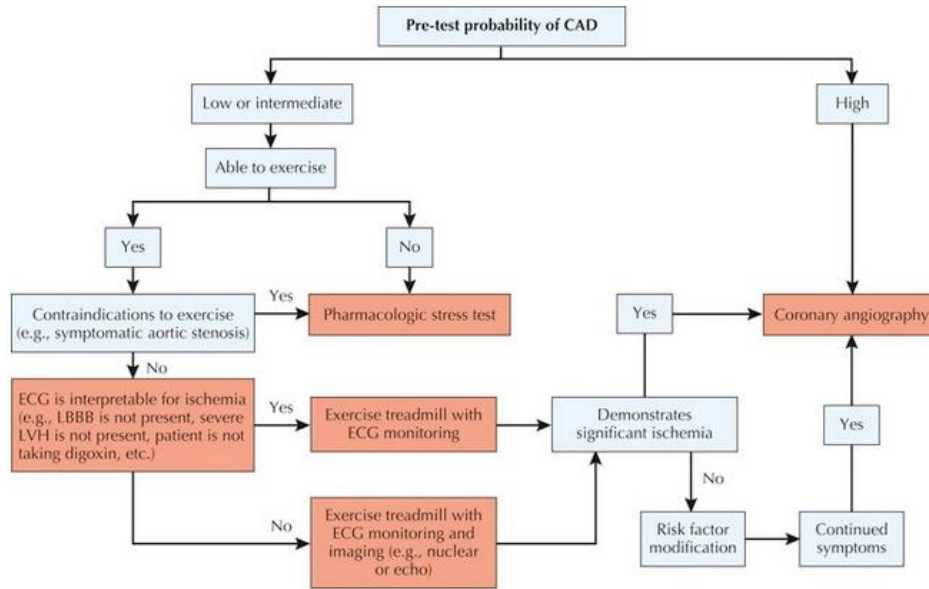 Pre-test probability of CAD
Low or intermediate
High
Able to exercise
Yes
No
Contraindications to exercise
(e.g., symptomatic aortic stenosis)
Yes
Pharmacologic stress test
Yes
Coronary angiography
No
ECG is interpretable for ischemia
(e.g., LBBB is not present, severe
LVH is not present, patient is not
taking digoxin, etc.)
Yes
Exercise treadmill with
ECG monitoring
Demonstrates
significant ischemia
Yes
No
No
Exercise treadmill with
ECG monitoring and
imaging (e.g., nuclear
or echo)
Risk factor
modification
Continued
symptoms